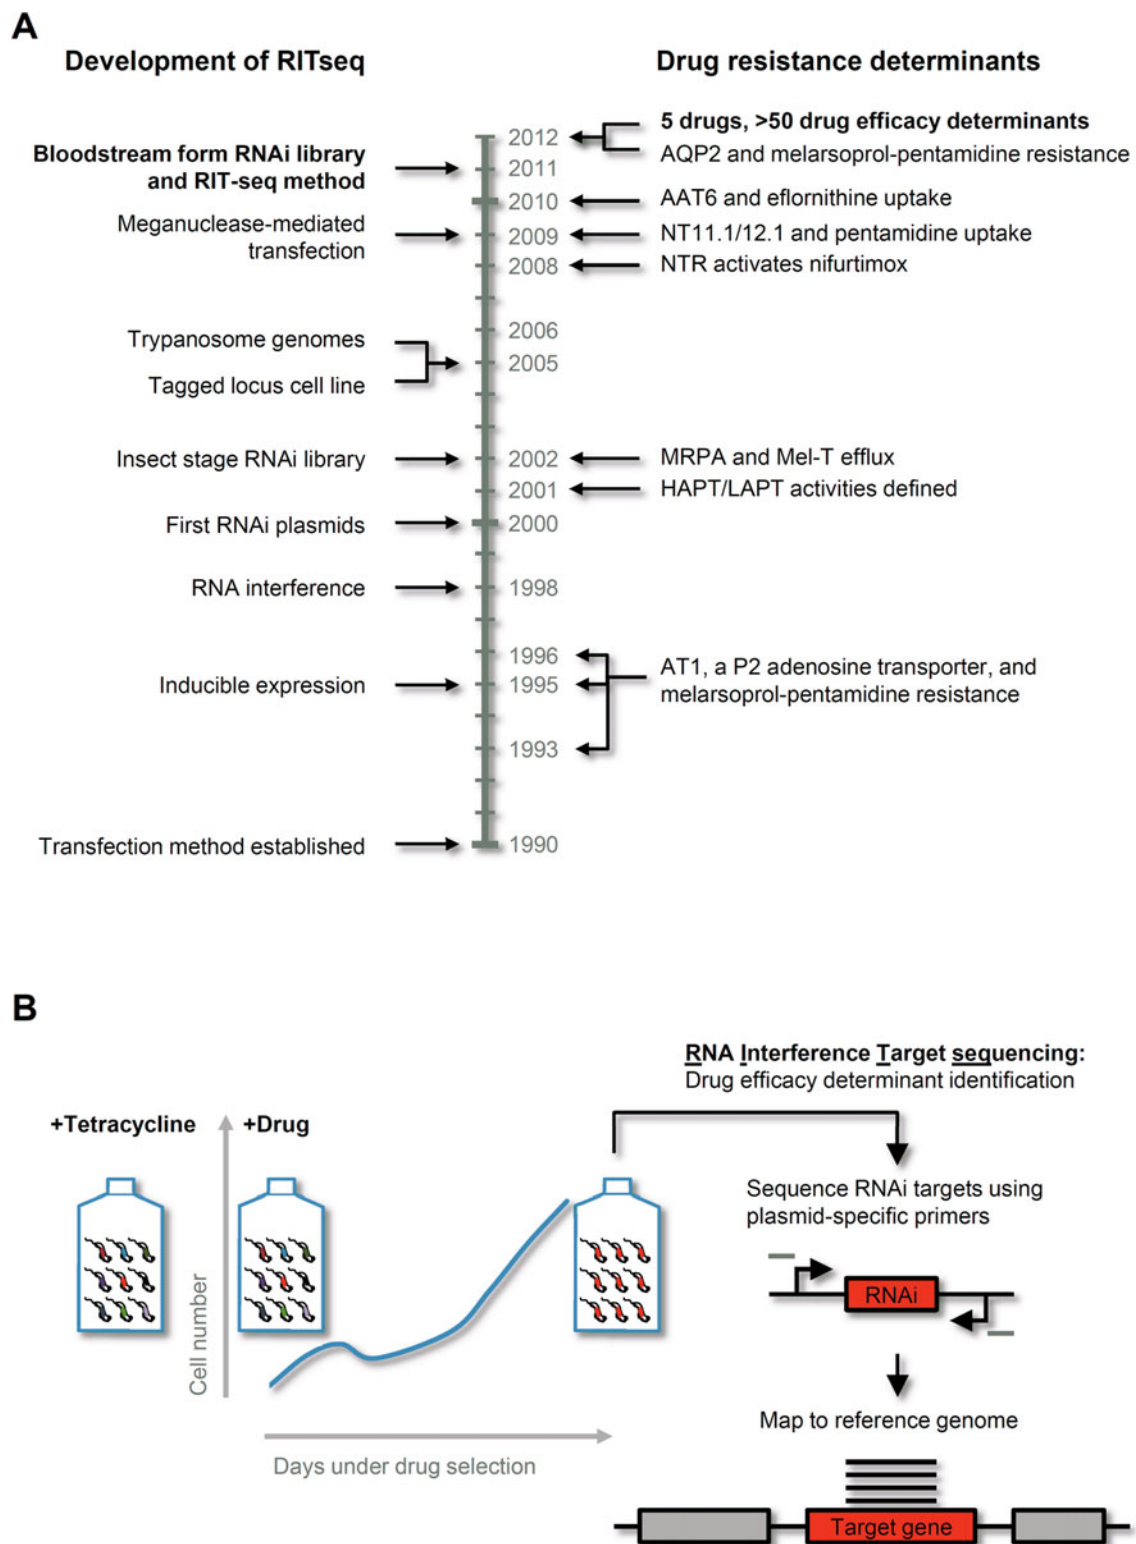 A
Development of RITseq
Drug resistance determinants
5 drugs, >50 drug efficacy determinants
2012
AQP2 and melarsoprol-pentamidine resistance
Bloodstream form RNAi library
and RIT-seq method
2011
2010
AAT6 and eflornithine uptake
Meganuclease-mediated
transfection
2009
NT11.1/12.1 and pentamidine uptake
2008
NTR activates nifurtimox
2006
Trypanosome genomes
2005
Tagged locus cell line
Insect stage RNAi library
2002
MRPA and Mel-T efflux
2001
HAPT/LAPT activities defined
First RNAi plasmids
2000
RNA interference
1998
1996
AT1, a P2 adenosine transporter, and
melarsoprol-pentamidine resistance
Inducible expression
1995
1993
Transfection method established
1990
B
RNA Interference Target sequencing:
Drug efficacy determinant identification
+Tetracycline
+Drug
Cell number
Days under drug selection
Sequence RNAi targets using
plasmid-specific primers
RNAi
Map to reference genome
Target gene